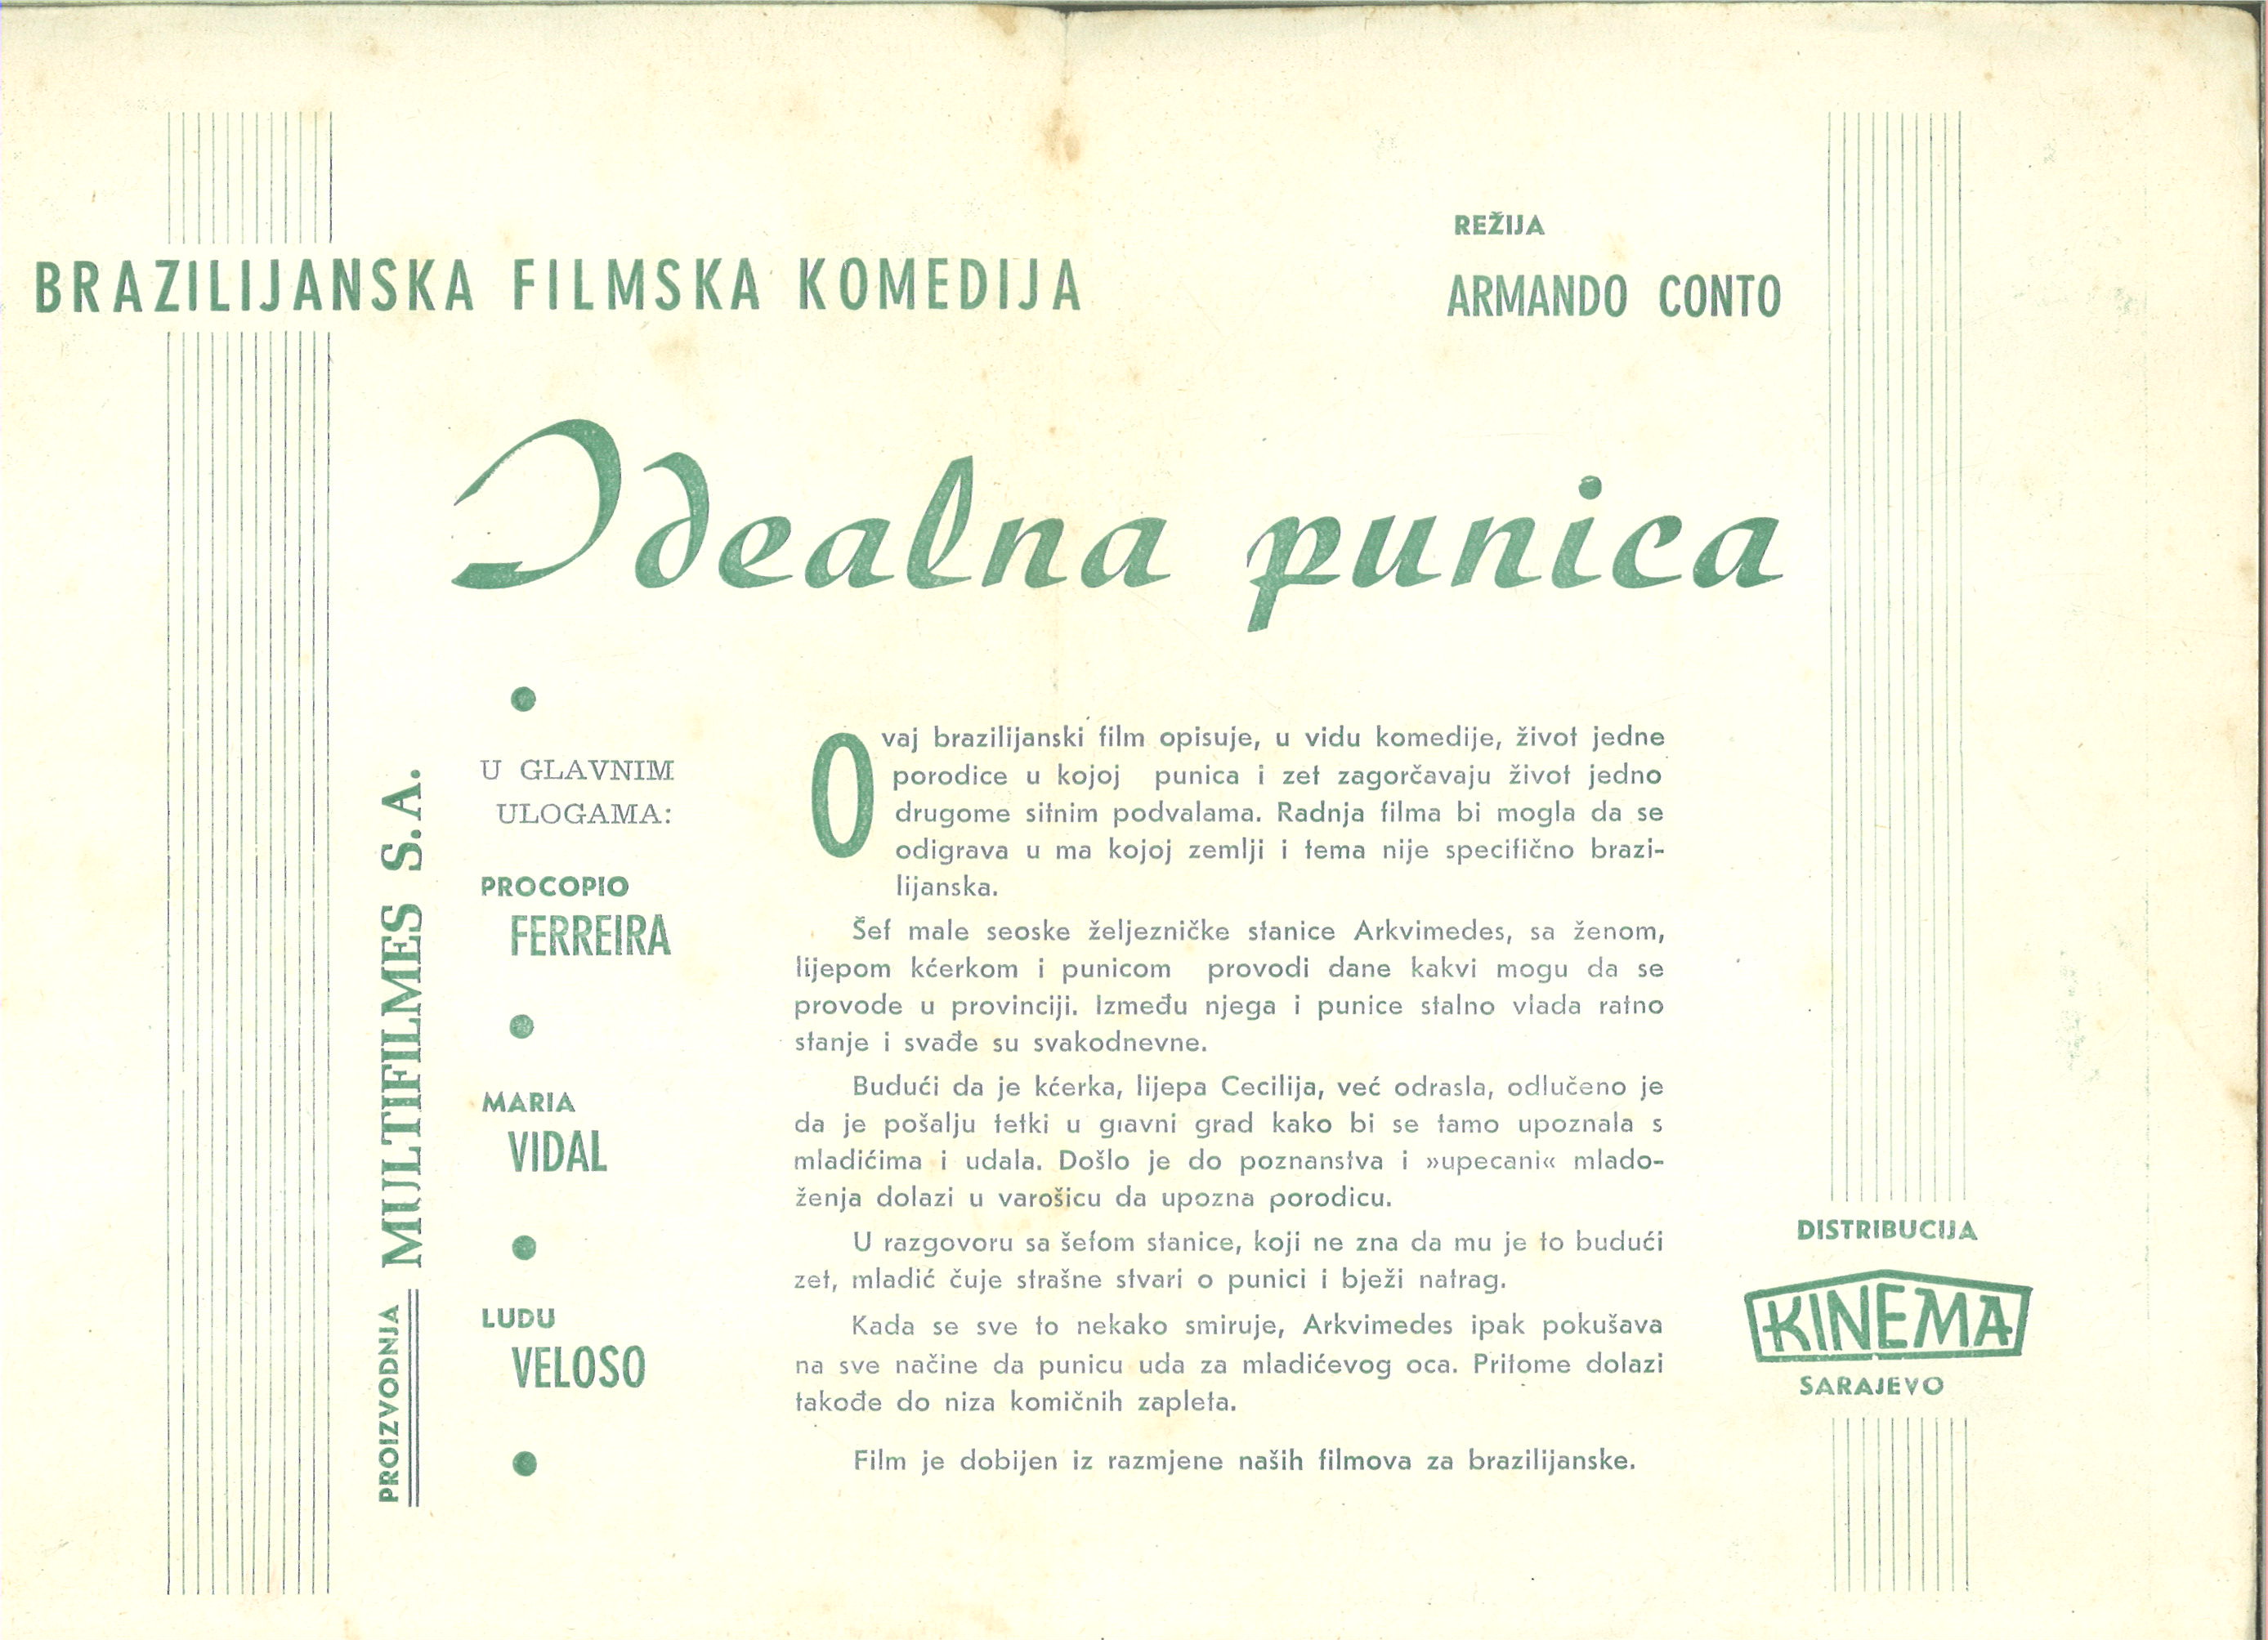 BRAZILIJANSKA FILMSKA KOMEDIJA
REŽIJA
ARMANDO CONTO
Idealna punica
PROIZVODNJA MULTIFILMES S.A.
U GLAVNIM
ULOGAMA:
PROCOPIO
FERREIRA
MARIA
VIDAL
LUDU
VELOSO
Ovaj brazilijanski film opisuje, u vidu komedije, život jedne
porodice u kojoj punica i zet zagorčavaju život jedno
drugome sitnim podvalama. Radnja filma bi mogla da se
odigrava u ma kojoj zemlji i tema nije specifično brazi-
lijanska.
Šef male seoske željezničke stanice Arkvimedes, sa ženom,
lijepom kćerkom i punicom provodi dane kakvi mogu da se
provode u provinciji. Između njega i punice stalno vlada ratno
stanje i svađe su svakodnevne.
Budući da je kćerka, lijepa Cecilija, već odrasla, odlučeno je
da je pošalju tetki u glavni grad kako bi se tamo upoznala s
mladićima i udala. Došlo je do poznanstva i »upecani« mlado-
ženja dolazi u varošicu da upozna porodicu.
U razgovoru sa šefom stanice, koji ne zna da mu je to budući
zet, mladić čuje strašne stvari o punici i bježi natrag.
Kada se sve to nekako smiruje, Arkvimedes ipak pokušava
na sve načine da punicu uda za mladićevog oca. Pritome dolazi
takođe do niza komičnih zapleta.
Film je dobijen iz razmjene naših filmova za brazilijanske.
DISTRIBUCIJA
KINEMA
SARAJEVO